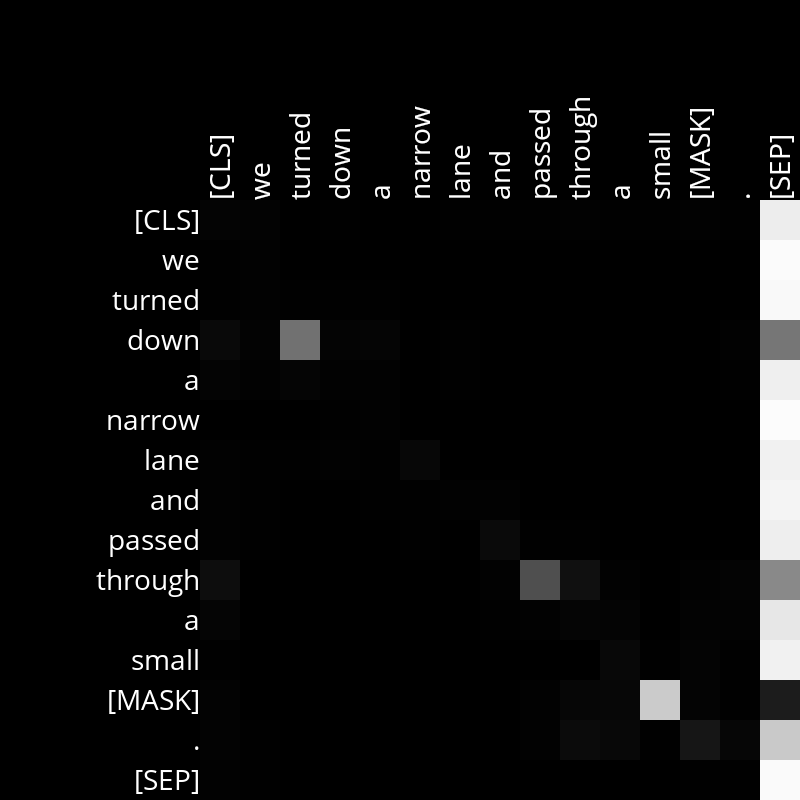 [CLS] we turned down a narrow lane and passed through a small [MASK] . [SEP]
[CLS]
we
turned
down
a
narrow
lane
and
passed
through
a
small
[MASK]
.
[SEP]